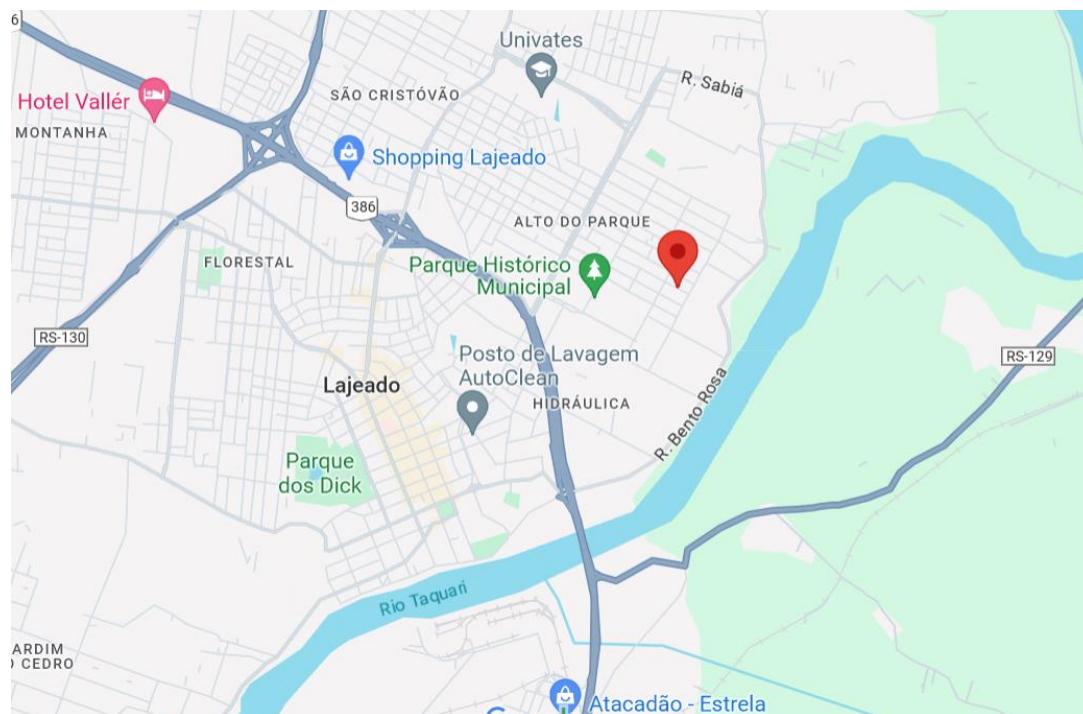 Univates
R. Sabiá
SÃO CRISTÓVÃO
Hotel Vallér
MONTANHA
Shopping Lajeado
386
ALTO DO PARQUE
Parque Histórico
Municipal
FLORESTAL
RS-130
RS-129
Posto de Lavagem
AutoClean
Lajeado
HIDRÁULICA
R. Bento Rosa
Parque
dos Dick
Rio Taquari
ARDIM
O CEDRO
Atacadão - Estrela